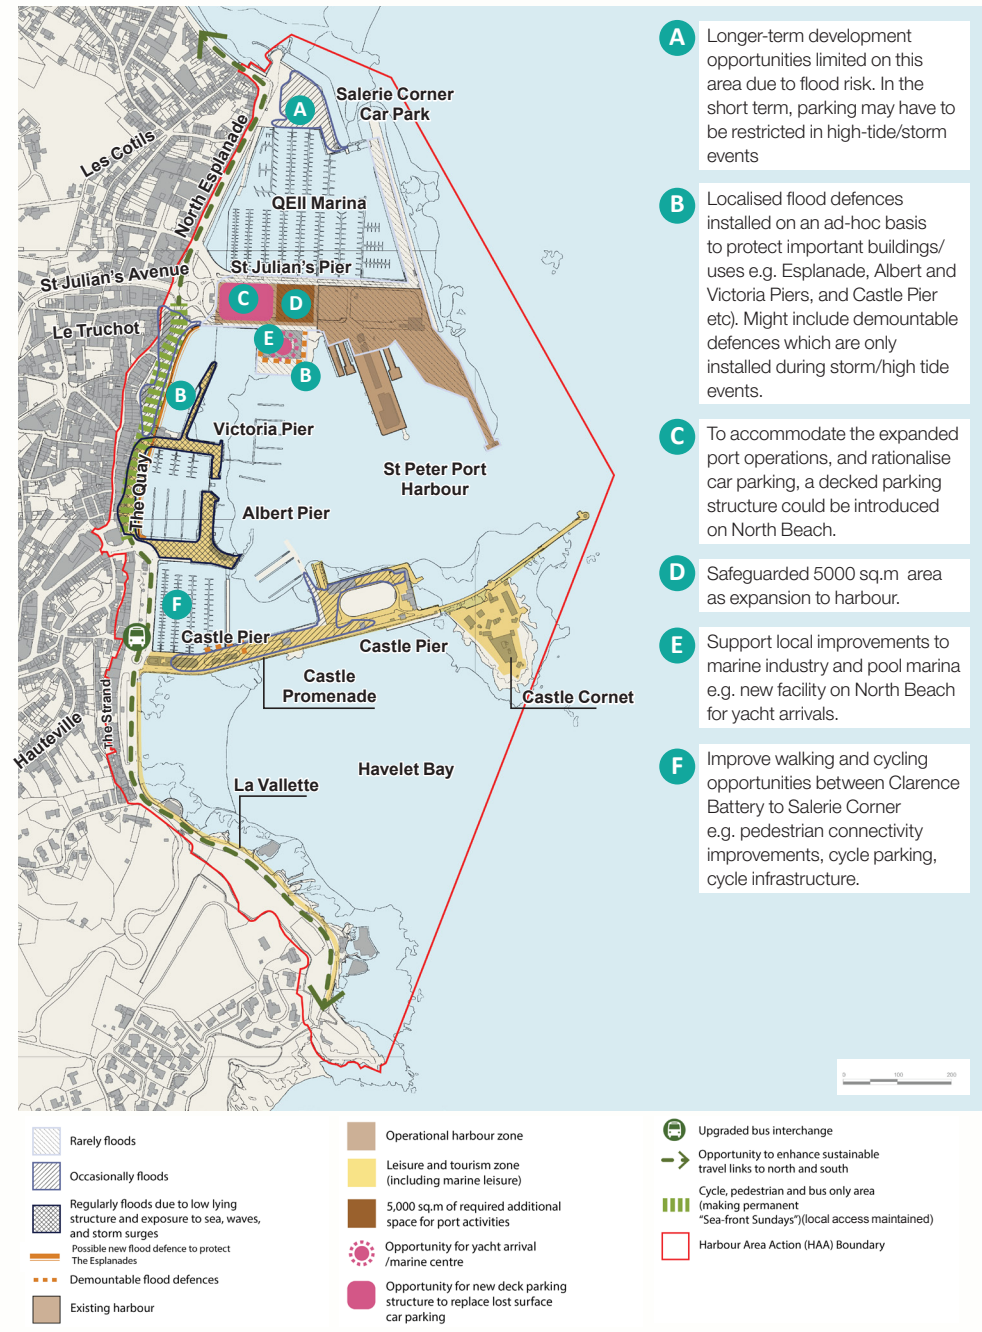 Les Cotils
North Esplanade
Salerie Corner
Car Park
A
QEII Marina
St Julian's Avenue
St Julian's Pier
C
D
Le Truchot
E
B
B
Victoria Pier
St Peter Port
Harbour
The Quay
Albert Pier
F
Castle Pier
Castle Pier
Castle
Promenade
Castle Cornet
The Strand
Hauteville
Havelet Bay
La Vallette
A
Longer-term development
opportunities limited on this
area due to flood risk. In the
short term, parking may have to
be restricted in high-tide/storm
events
B
Localised flood defences
installed on an ad-hoc basis
to protect important buildings/
uses e.g. Esplanade, Albert and
Victoria Piers, and Castle Pier
etc). Might include demountable
defences which are only
installed during storm/high tide
events.
C
To accommodate the expanded
port operations, and rationalise
car parking, a decked parking
structure could be introduced
on North Beach.
D
Safeguarded 5000 sq.m area
as expansion to harbour.
E
Support local improvements to
marine industry and pool marina
e.g. new facility on North Beach
for yacht arrivals.
F
Improve walking and cycling
opportunities between Clarence
Battery to Salerie Corner
e.g. pedestrian connectivity
improvements, cycle parking,
cycle infrastructure.
0 100 200
Rarely floods
Occasionally floods
Regularly floods due to low lying
structure and exposure to sea, waves,
and storm surges
Possible new flood defence to protect
The Esplanades
Demountable flood defences
Existing harbour
Operational harbour zone
Leisure and tourism zone
(including marine leisure)
5,000 sq.m of required additional
space for port activities
Opportunity for yacht arrival
/marine centre
Opportunity for new deck parking
structure to replace lost surface
car parking
Upgraded bus interchange
Opportunity to enhance sustainable
travel links to north and south
Cycle, pedestrian and bus only area
(making permanent
"Sea-front Sundays")(local access maintained)
Harbour Area Action (HAA) Boundary